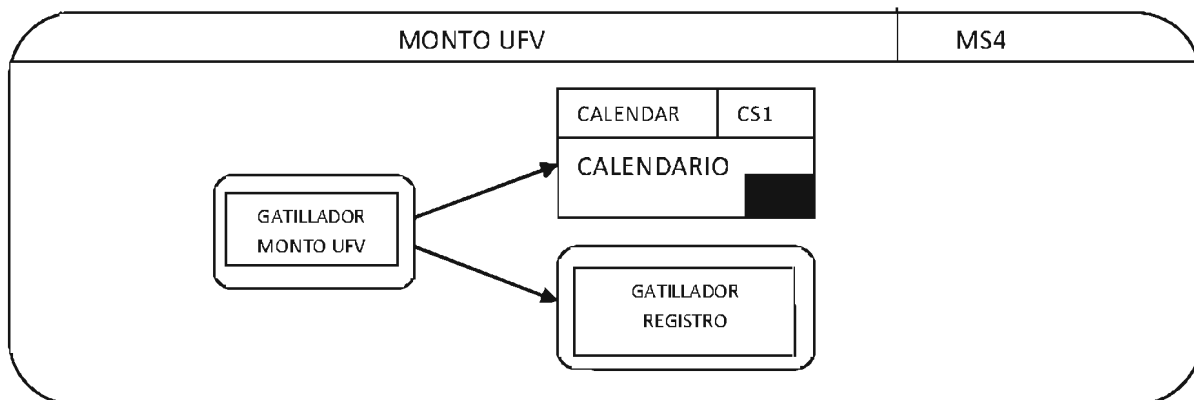 MONTO UFV MS4
CALENDAR CS1
CALENDARIO
GATILLADOR
MONTO UFV
GATILLADOR
REGISTRO